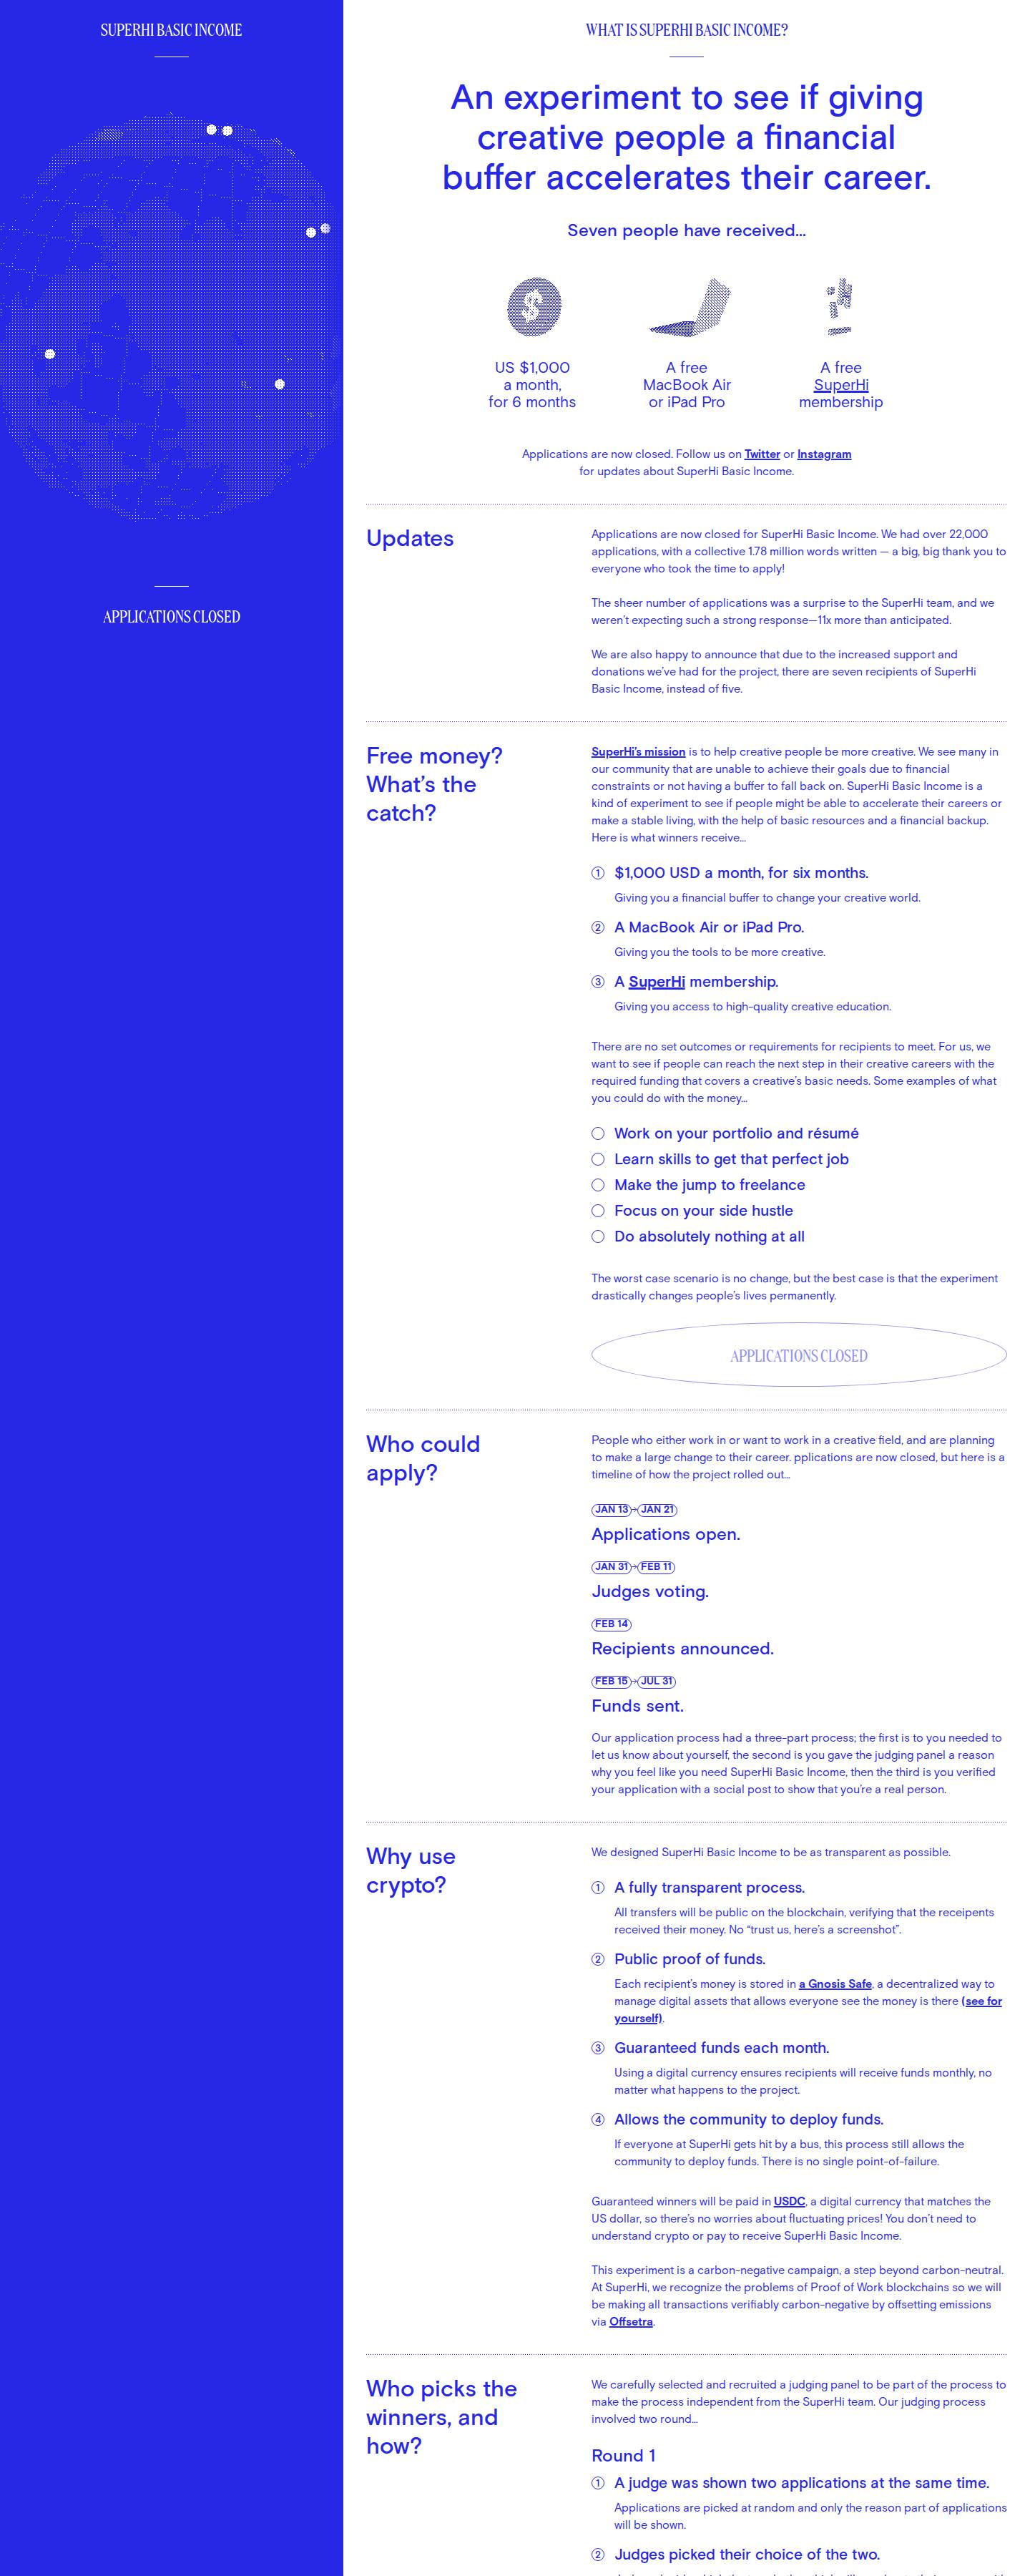 SUPERHI BASIC INCOME
APPLICATIONS CLOSED
WHAT IS SUPERHI BASIC INCOME?
An experiment to see if giving
creative people a financial
buffer accelerates their career.
Seven people have received...
$
US $1,000
a month,
for 6 months
A free
MacBook Air
or iPad Pro
A free
SuperHi
membership
Applications are now closed. Follow us on Twitter or Instagram
for updates about SuperHi Basic Income.
Updates
Applications are now closed for SuperHi Basic Income. We had over 22,000
applications, with a collective 1.78 million words written — a big, big thank you to
everyone who took the time to apply!
The sheer number of applications was a surprise to the SuperHi team, and we
weren’t expecting such a strong response—11x more than anticipated.
We are also happy to announce that due to the increased support and
donations we’ve had for the project, there are seven recipients of SuperHi
Basic Income, instead of five.
Free money?
What’s the
catch?
SuperHi’s mission is to help creative people be more creative. We see many in
our community that are unable to achieve their goals due to financial
constraints or not having a buffer to fall back on. SuperHi Basic Income is a
kind of experiment to see if people might be able to accelerate their careers or
make a stable living, with the help of basic resources and a financial backup.
Here is what winners receive...
① $1,000 USD a month, for six months.
Giving you a financial buffer to change your creative world.
② A MacBook Air or iPad Pro.
Giving you the tools to be more creative.
③ A SuperHi membership.
Giving you access to high-quality creative education.
There are no set outcomes or requirements for recipients to meet. For us, we
want to see if people can reach the next step in their creative careers with the
required funding that covers a creative’s basic needs. Some examples of what
you could do with the money...
Work on your portfolio and résumé
Learn skills to get that perfect job
Make the jump to freelance
Focus on your side hustle
Do absolutely nothing at all
The worst case scenario is no change, but the best case is that the experiment
drastically changes people’s lives permanently.
APPLICATIONS CLOSED
Who could
apply?
People who either work in or want to work in a creative field, and are planning
to make a large change to their career. pplications are now closed, but here is a
timeline of how the project rolled out...
JAN 13→JAN 21
Applications open.
JAN 31→FEB 11
Judges voting.
FEB 14
Recipients announced.
FEB 15→JUL 31
Funds sent.
Our application process had a three-part process; the first is to you needed to
let us know about yourself, the second is you gave the judging panel a reason
why you feel like you need SuperHi Basic Income, then the third is you verified
your application with a social post to show that you’re a real person.
Why use
crypto?
We designed SuperHi Basic Income to be as transparent as possible.
① A fully transparent process.
All transfers will be public on the blockchain, verifying that the receipents
received their money. No “trust us, here’s a screenshot”.
② Public proof of funds.
Each recipient’s money is stored in a Gnosis Safe, a decentralized way to
manage digital assets that allows everyone see the money is there (see for
yourself).
③ Guaranteed funds each month.
Using a digital currency ensures recipients will receive funds monthly, no
matter what happens to the project.
④ Allows the community to deploy funds.
If everyone at SuperHi gets hit by a bus, this process still allows the
community to deploy funds. There is no single point-of-failure.
Guaranteed winners will be paid in USDC, a digital currency that matches the
US dollar, so there’s no worries about fluctuating prices! You don’t need to
understand crypto or pay to receive SuperHi Basic Income.
This experiment is a carbon-negative campaign, a step beyond carbon-neutral.
At SuperHi, we recognize the problems of Proof of Work blockchains so we will
be making all transactions verifiably carbon-negative by offsetting emissions
via Offsetra.
Who picks the
winners, and
how?
We carefully selected and recruited a judging panel to be part of the process to
make the process independent from the SuperHi team. Our judging process
involved two round...
Round 1
① A judge was shown two applications at the same time.
Applications are picked at random and only the reason part of applications
will be shown.
② Judges picked their choice of the two.